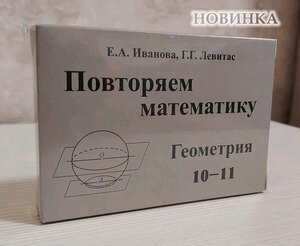 НОВИНКА
Е.А. Иванова, Г.Г. Левитас
Повторяем
математику
Геометрия
10–11